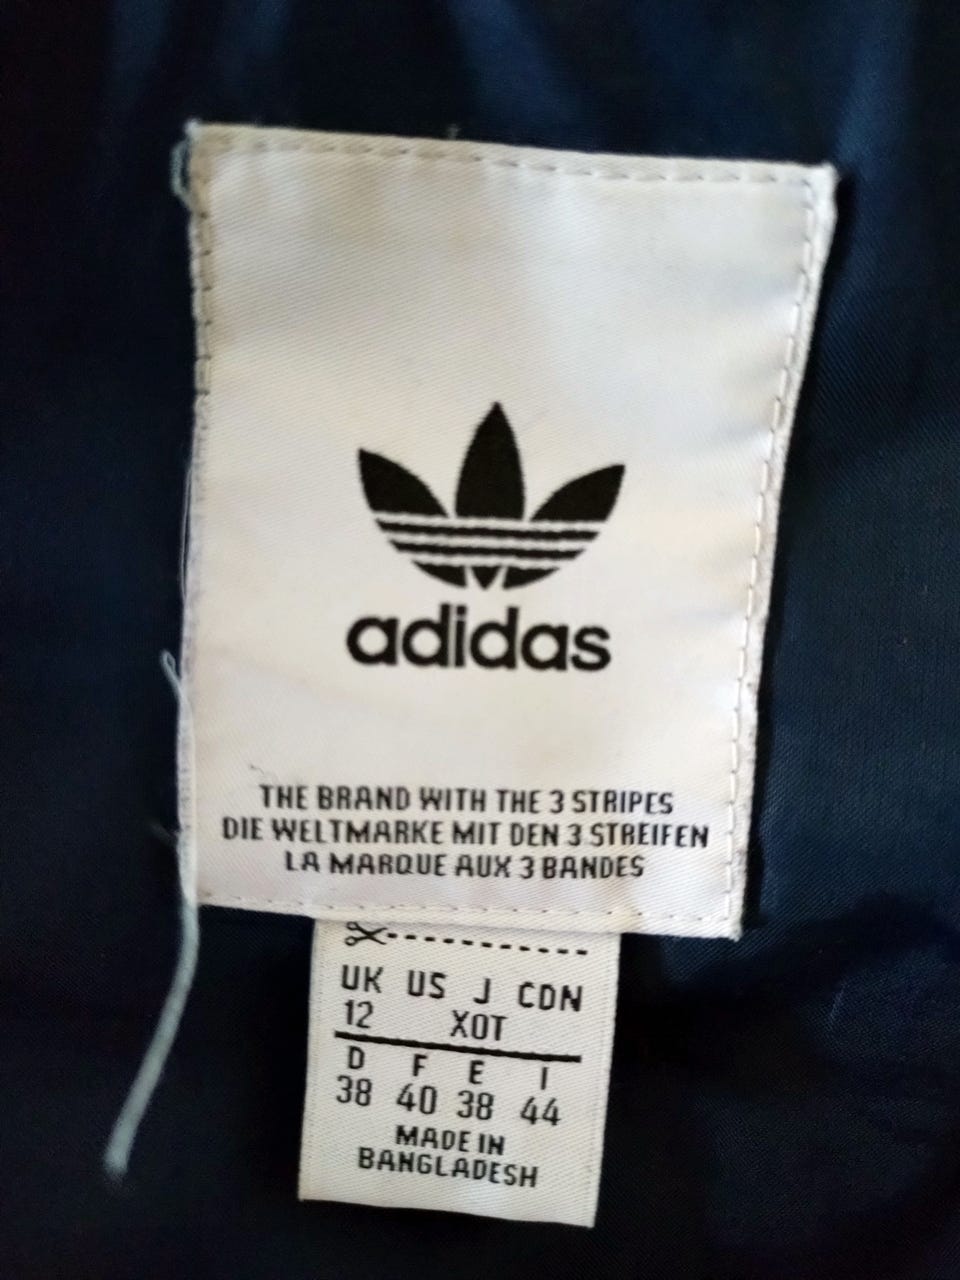 adidas
THE BRAND WITH THE 3 STRIPES
DIE WELTMARKE MIT DEN 3 STREIFEN
LA MARQUE AUX 3 BANDES
UK US J CDN
12 XOT
D F E I
38 40 38 44
MADE IN
BANGLADESH